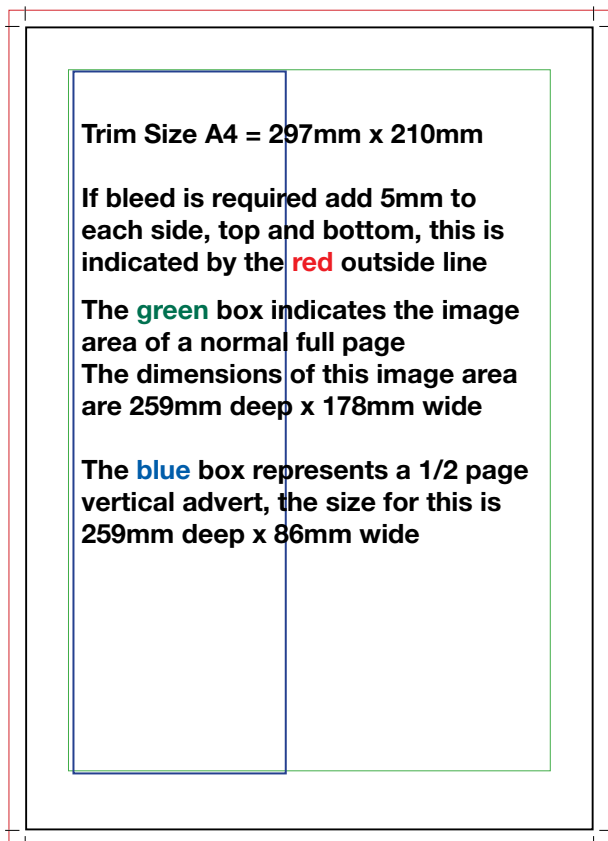 Trim Size A4 = 297mm x 210mm
If bleed is required add 5mm to
each side, top and bottom, this is
indicated by the red outside line
The green box indicates the image
area of a normal full page
The dimensions of this image area
are 259mm deep x 178mm wide
The blue box represents a 1/2 page
vertical advert, the size for this is
259mm deep x 86mm wide